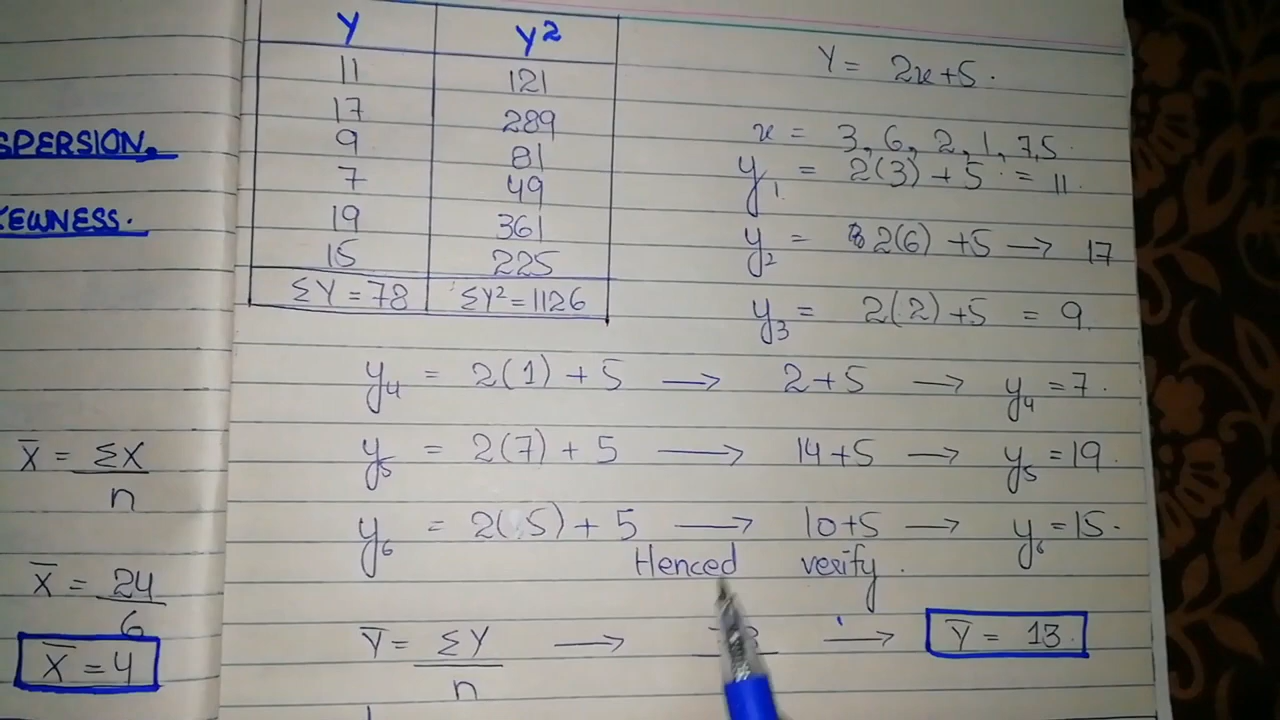 SPERSION.
EWNESS.
X̄ = ΣX / n
X̄ = 24 / 6
X̄ = 4
Y Y²
11 121
17 289
9 81
7 49
19 361
15 225
ΣY = 78 ΣY² = 1126
Y = 2x+5.
x = 3, 6, 2, 1, 7,5
y₁ = 2(3) + 5 = 11.
y₂ = 2(6) + 5 → 17
y₃ = 2(2) + 5 = 9.
y₄ = 2(1) + 5 → 2+5 → y₄ = 7.
y₅ = 2(7) + 5 → 14+5 → y₅ = 19.
y₆ = 2(5) + 5 → 10+5 → y₆ = 15.
Henced verify.
Ȳ = ΣY / n → → Ȳ = 13.